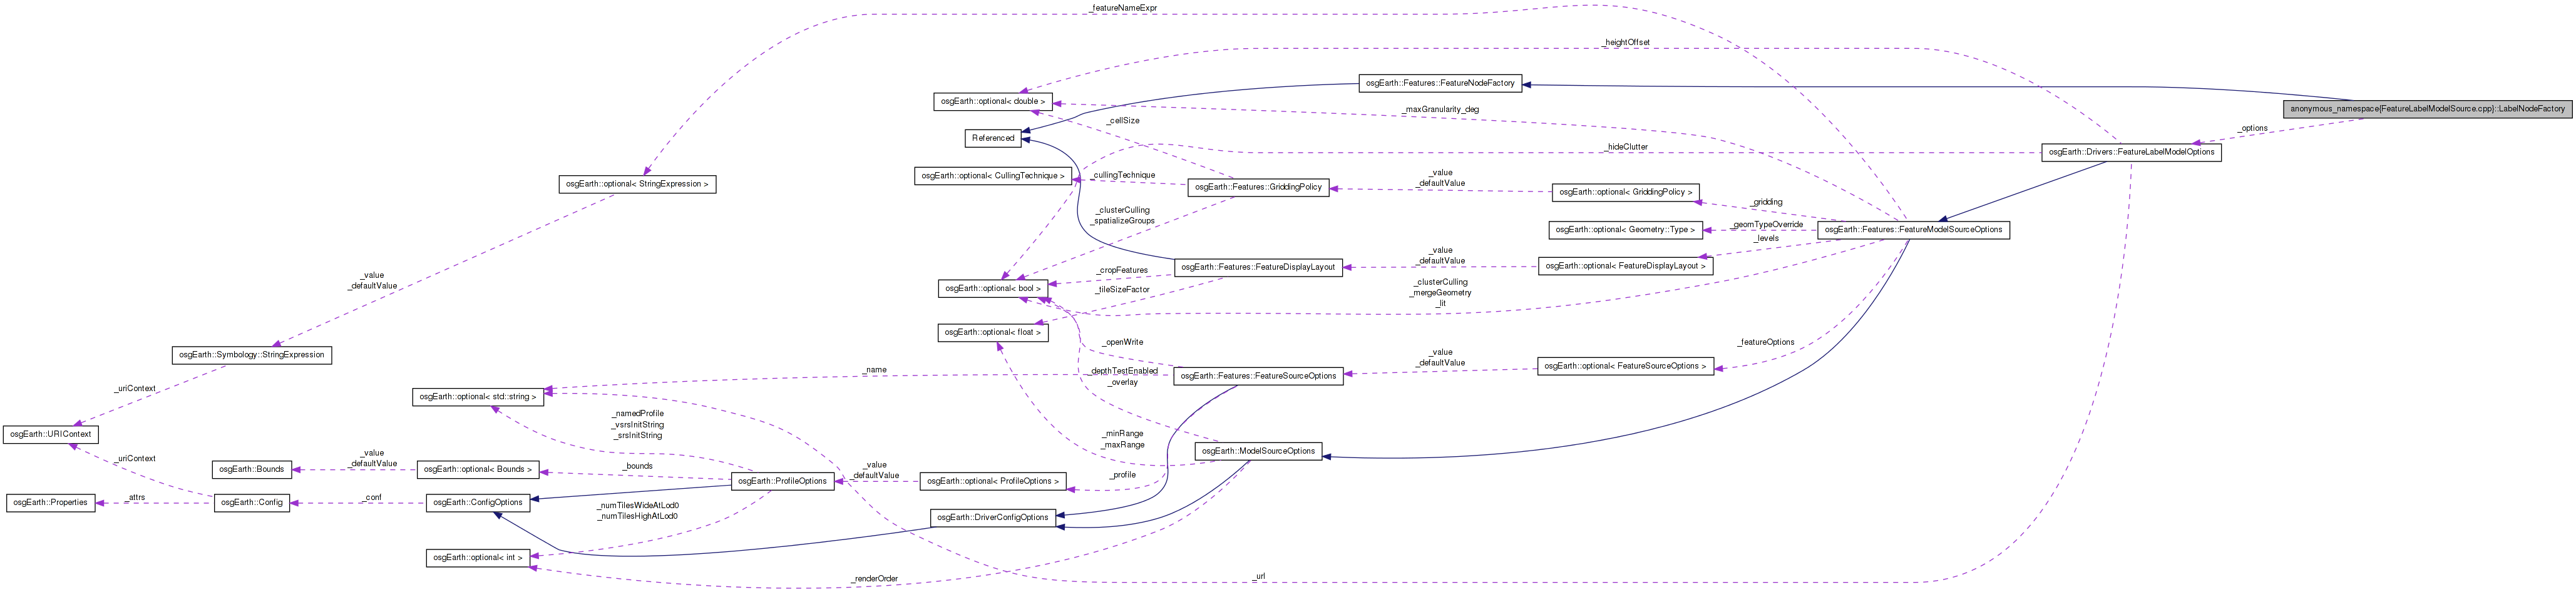 _featureNameExpr
_heightOffset
osgEarth::Features::FeatureNodeFactory
osgEarth::optional< double >
_maxGranularity_deg
anonymous_namespace{FeatureLabelModelSource.cpp}::LabelNodeFactory
_cellSize
_options
Referenced
_hideClutter
osgEarth::Drivers::FeatureLabelModelOptions
osgEarth::optional< StringExpression >
osgEarth::optional< CullingTechnique >
_cullingTechnique
osgEarth::Features::GriddingPolicy
_value
_defaultValue
osgEarth::optional< GriddingPolicy >
_gridding
_clusterCulling
_spatializeGroups
osgEarth::optional< Geometry::Type >
_geomTypeOverride
osgEarth::Features::FeatureModelSourceOptions
_levels
_value
_defaultValue
osgEarth::Features::FeatureDisplayLayout
osgEarth::optional< FeatureDisplayLayout >
_cropFeatures
_value
_defaultValue
osgEarth::optional< bool >
_tileSizeFactor
_clusterCulling
_mergeGeometry
_lit
osgEarth::optional< float >
_openWrite
_featureOptions
osgEarth::Symbology::StringExpression
_value
_defaultValue
osgEarth::optional< FeatureSourceOptions >
_name
_depthTestEnabled
_overlay
osgEarth::Features::FeatureSourceOptions
_uriContext
osgEarth::optional< std::string >
_namedProfile
_vsrsInitString
_srsInitString
osgEarth::URIContext
_minRange
_maxRange
osgEarth::ModelSourceOptions
_uriContext
_value
_defaultValue
osgEarth::Bounds
osgEarth::optional< Bounds >
_bounds
_value
_defaultValue
_profile
osgEarth::ProfileOptions
osgEarth::optional< ProfileOptions >
osgEarth::Properties
_attrs
osgEarth::Config
_conf
osgEarth::ConfigOptions
_numTilesWideAtLod0
_numTilesHighAtLod0
osgEarth::DriverConfigOptions
osgEarth::optional< int >
_renderOrder
_url